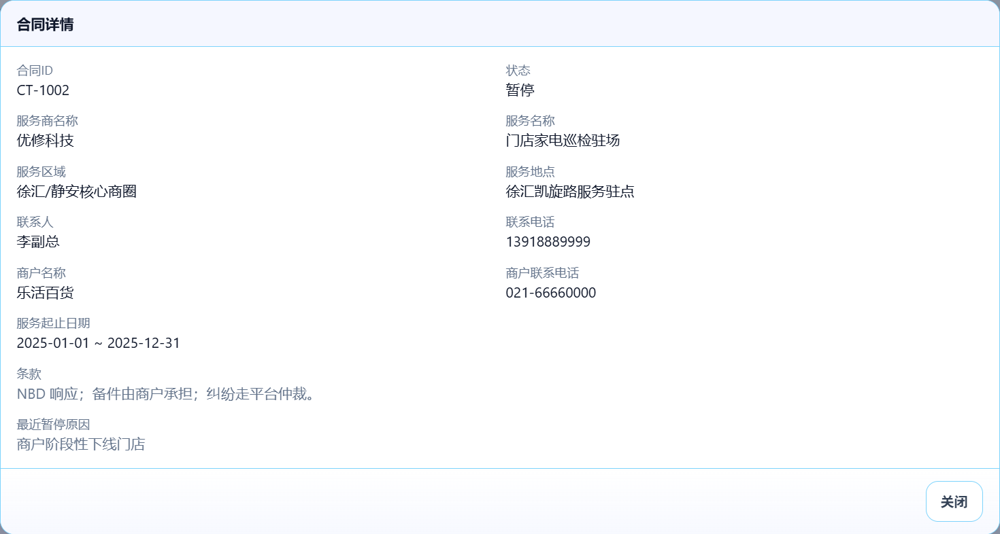 合同详情
合同ID
CT-1002
状态
暂停
服务商名称
优修科技
服务名称
门店家电巡检驻场
服务区域
徐汇/静安核心商圈
服务地点
徐汇凯旋路服务驻点
联系人
李副总
联系电话
13918889999
商户名称
乐活百货
商户联系电话
021-66660000
服务起止日期
2025-01-01 ~ 2025-12-31
条款
NBD 响应；备件由商户承担；纠纷走平台仲裁。
最近暂停原因
商户阶段性下线门店
关闭